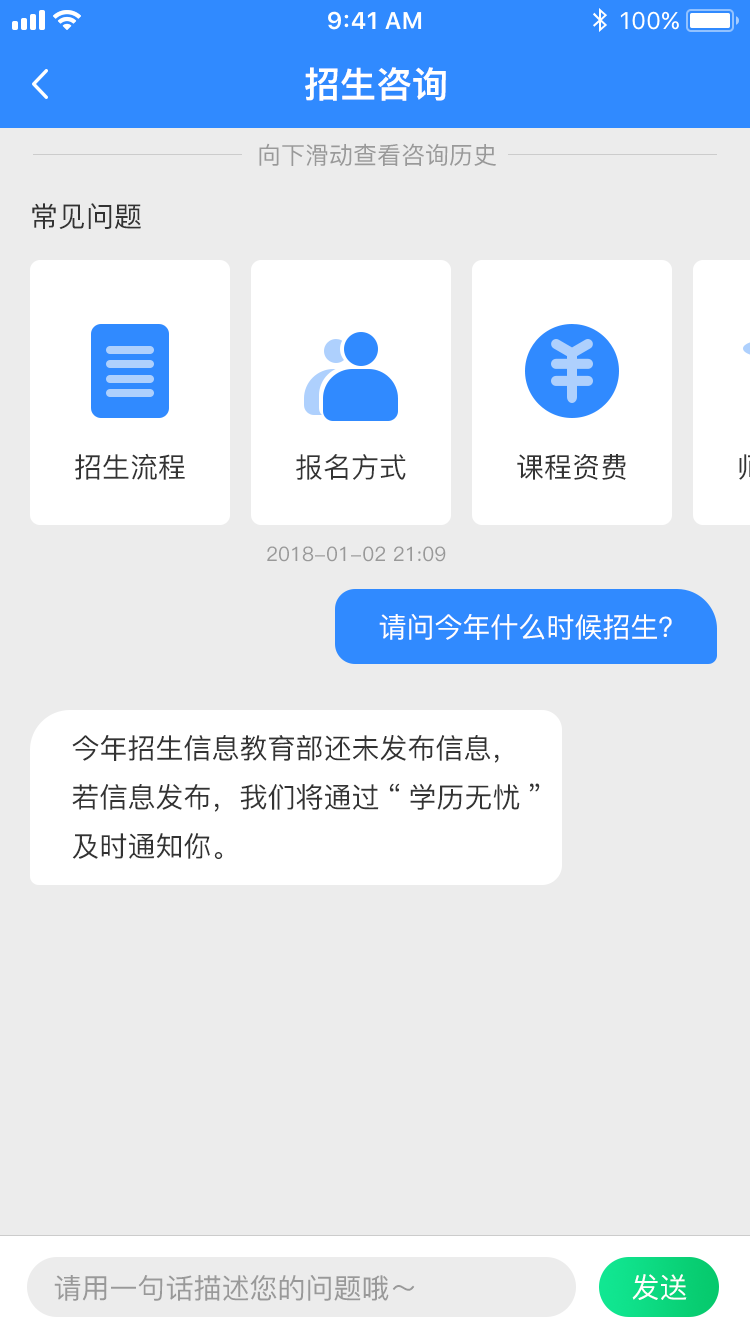 9:41 AM
100%
招生咨询
向下滑动查看咨询历史
常见问题
招生流程
报名方式
课程资费
2018-01-02 21:09
请问今年什么时候招生?
今年招生信息教育部还未发布信息,
若信息发布，我们将通过“学历无忧”
及时通知你。
请用一句话描述您的问题哦～
发送